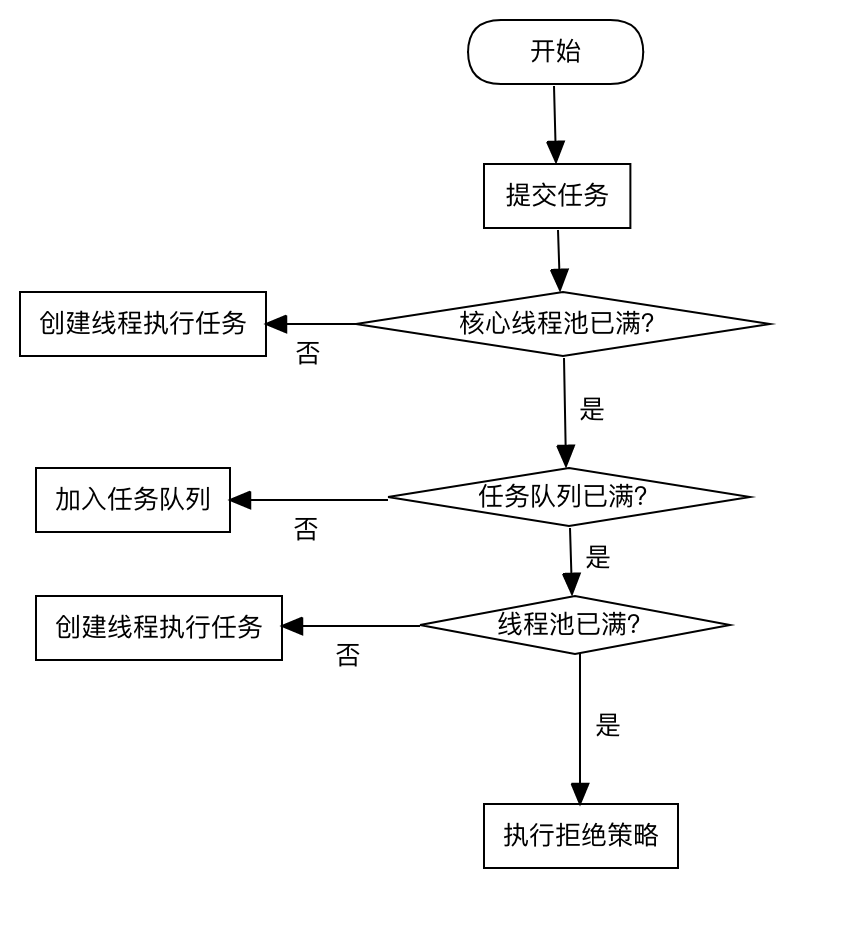 开始
提交任务
核心线程池已满?
创建线程执行任务
否
是
任务队列已满?
加入任务队列
否
是
线程池已满?
创建线程执行任务
否
是
执行拒绝策略